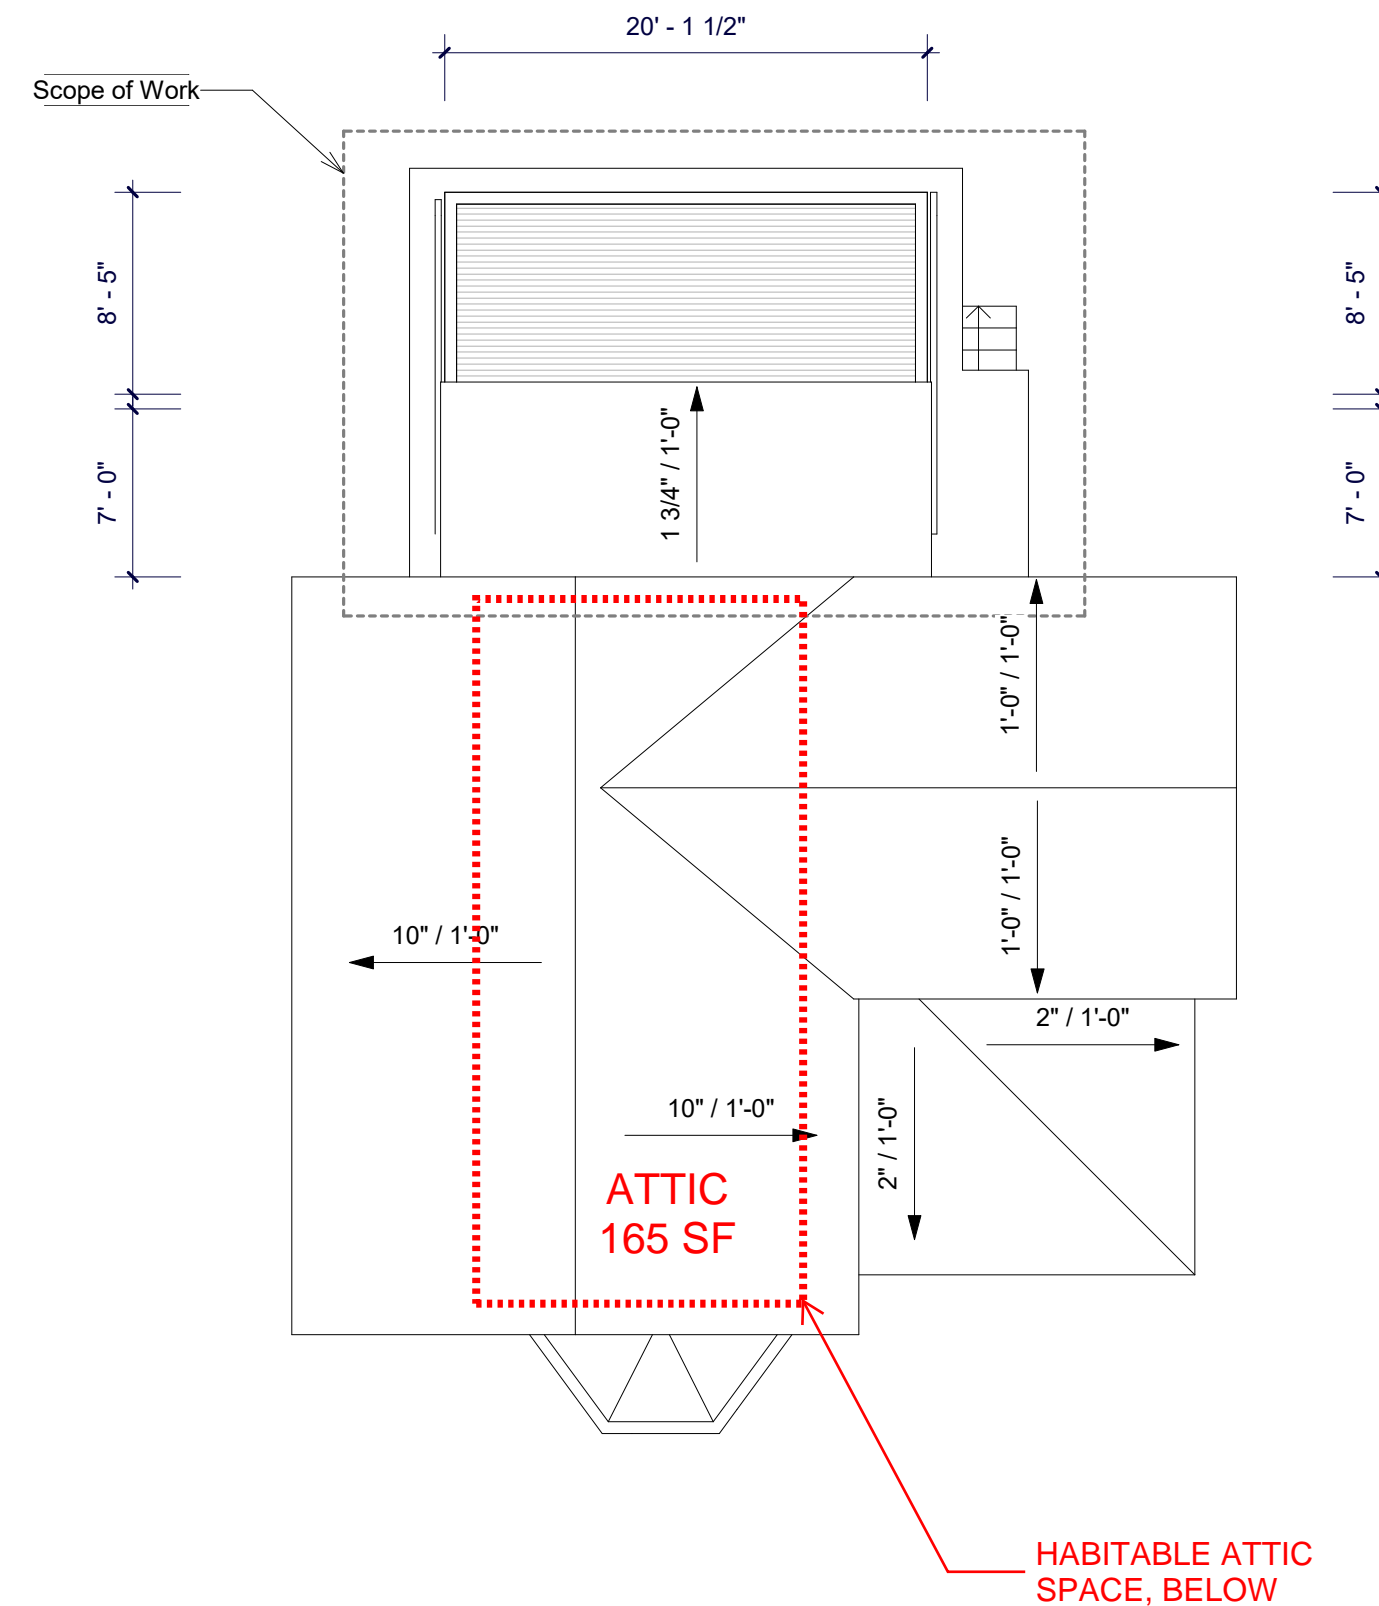 20' - 1 1/2"
Scope of Work
8' - 5"
8' - 5"
7' - 0"
1 3/4" / 1'-0"
7' - 0"
1'-0" / 1'-0"
1'-0" / 1'-0"
10" / 1'-0"
2" / 1'-0"
10" / 1'-0"
2" / 1'-0"
ATTIC
165 SF
HABITABLE ATTIC
SPACE, BELOW